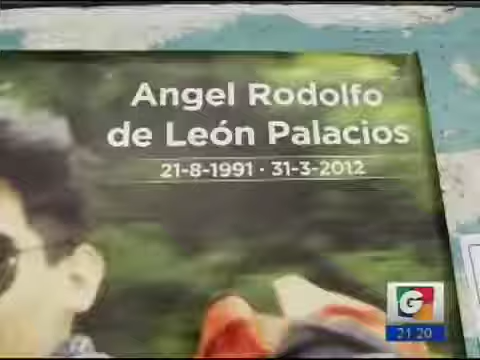 Angel Rodolfo
de León Palacios
21-8-1991 · 31-3-2012
G
21:20